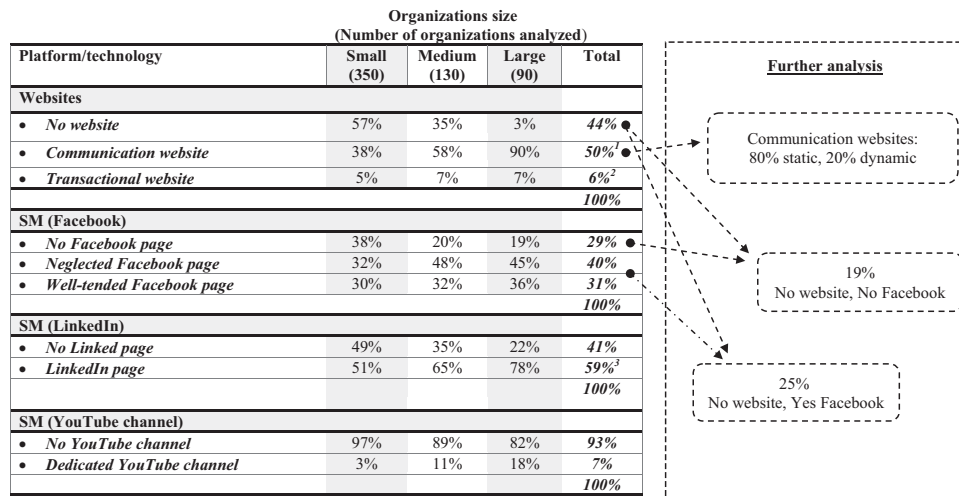 Organizations size
(Number of organizations analyzed)
Platform/technology Small Medium Large Total
(350) (130) (90)
Websites
• No website 57% 35% 3% 44%
• Communication website 38% 58% 90% 50%1
• Transactional website 5% 7% 7% 6%2
100%
SM (Facebook)
• No Facebook page 38% 20% 19% 29%
• Neglected Facebook page 32% 48% 45% 40%
• Well-tended Facebook page 30% 32% 36% 31%
100%
SM (LinkedIn)
• No Linked page 49% 35% 22% 41%
• LinkedIn page 51% 65% 78% 59%3
100%
SM (YouTube channel)
• No YouTube channel 97% 89% 82% 93%
• Dedicated YouTube channel 3% 11% 18% 7%
100%
Further analysis
Communication websites:
80% static, 20% dynamic
19%
No website, No Facebook
25%
No website, Yes Facebook